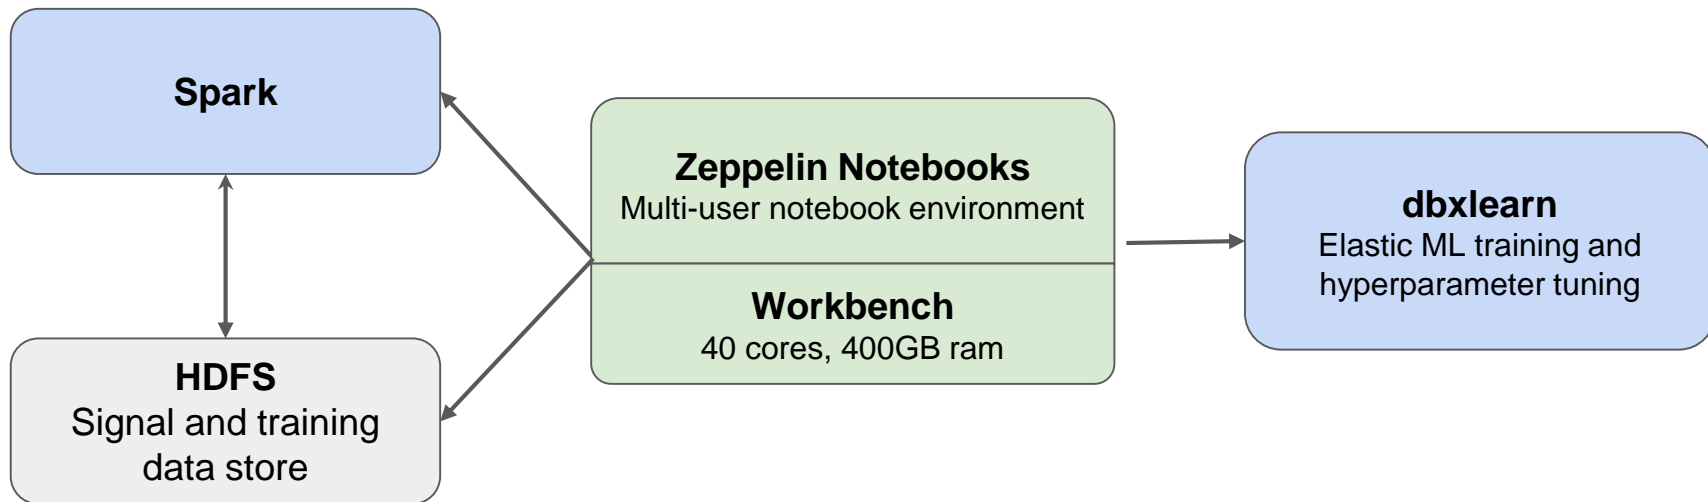 Spark
HDFS
Signal and training
data store
Zeppelin Notebooks
Multi-user notebook environment
Workbench
40 cores, 400GB ram
dbxlearn
Elastic ML training and
hyperparameter tuning